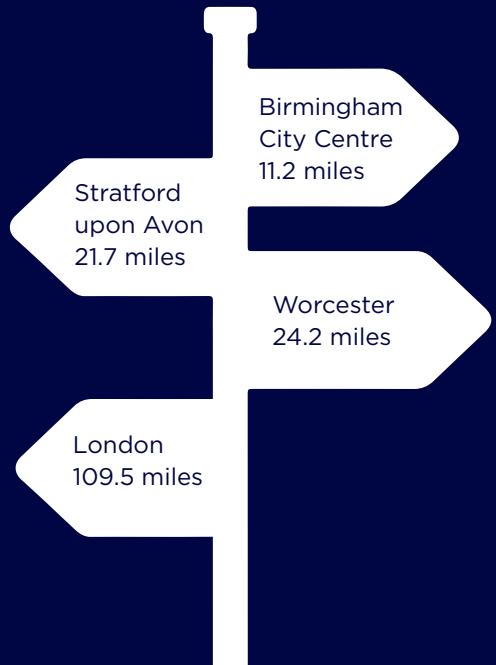 Birmingham
City Centre
11.2 miles
Stratford
upon Avon
21.7 miles
Worcester
24.2 miles
London
109.5 miles